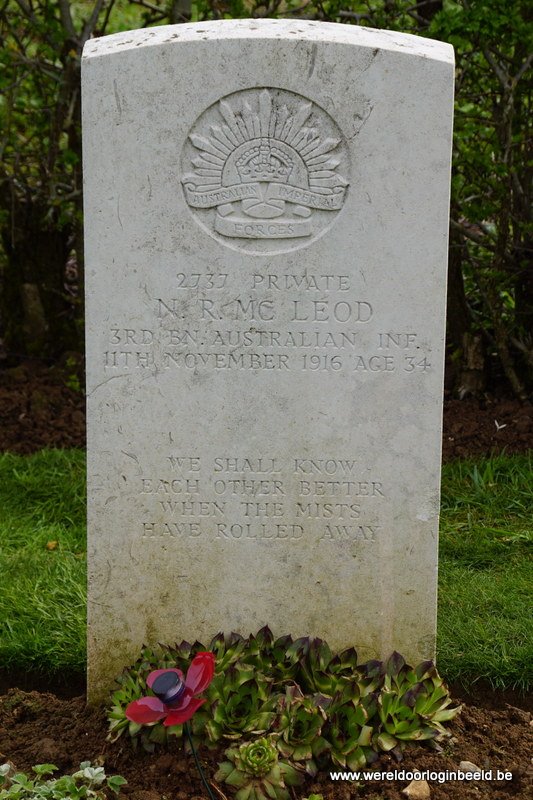 AUSTRALIAN IMPERIAL
FORCES
2737 PRIVATE
N. R. MC LEOD
3RD BN. AUSTRALIAN INF.
11TH NOVEMBER 1916 AGE 34
WE SHALL KNOW
EACH OTHER BETTER
WHEN THE MISTS
HAVE ROLLED AWAY
www.wereldoorloginbeeld.be